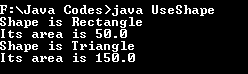 F:\Java Codes>java UseShape
Shape is Rectangle
Its area is 50.0
Shape is Triangle
Its area is 150.0